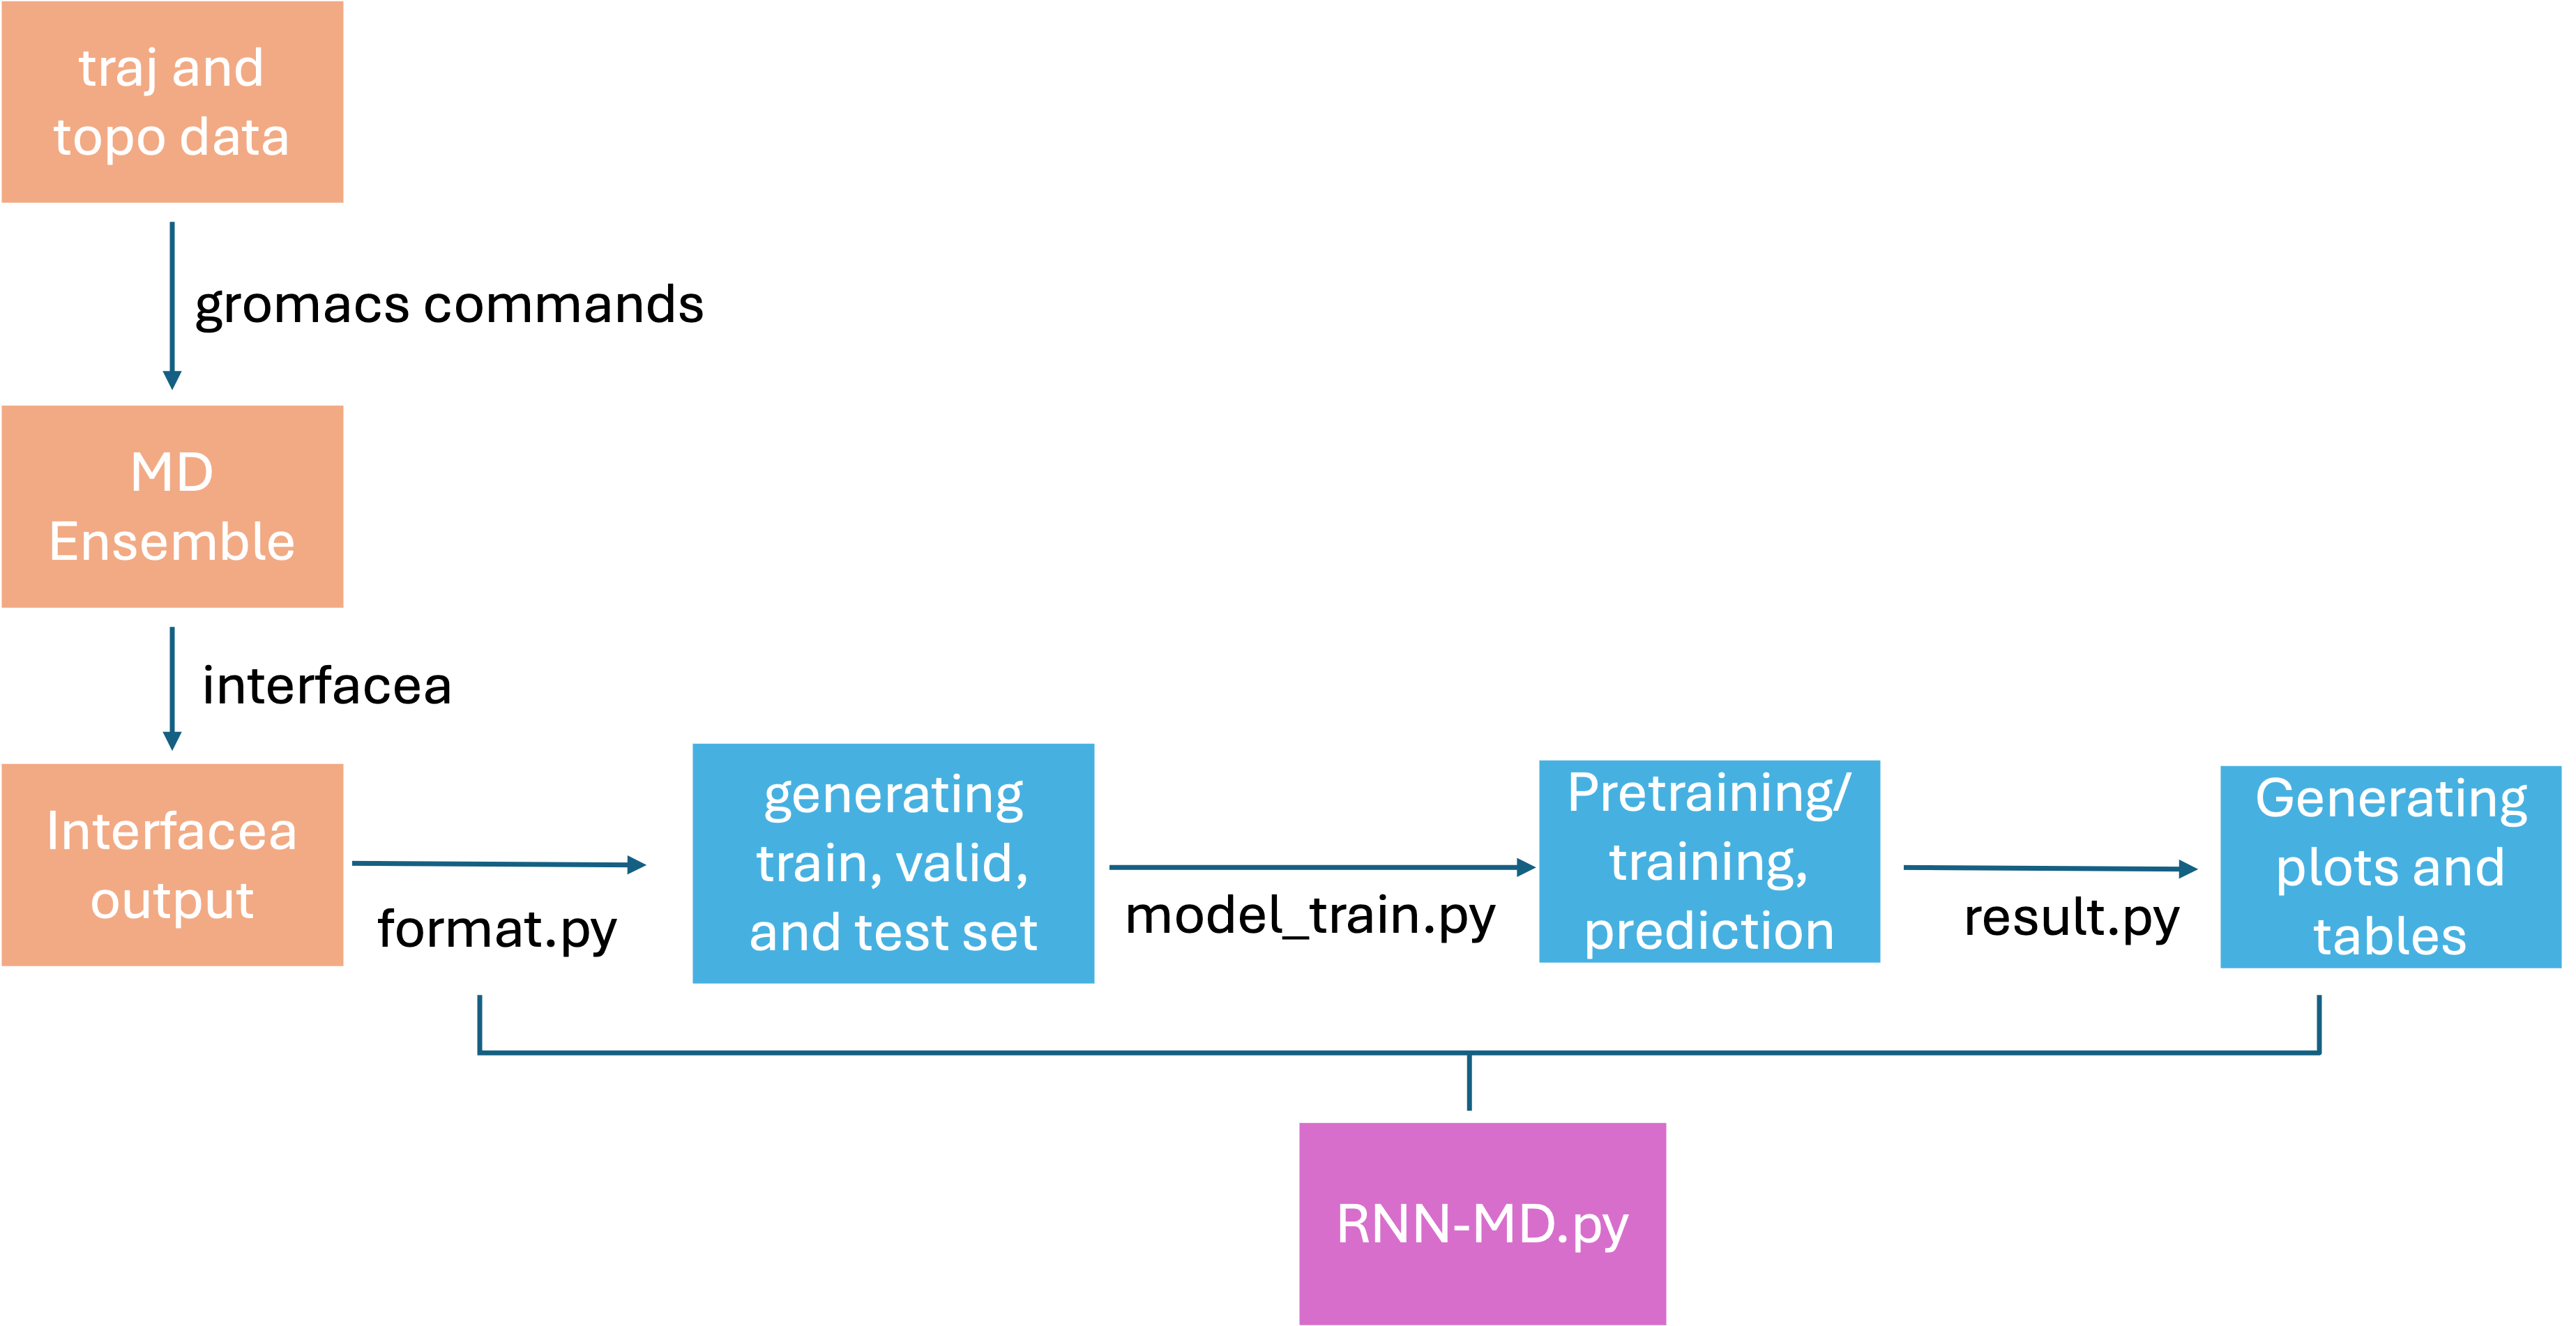 traj and
topo data
gromacs commands
MD
Ensemble
interfacea
Interfacea
output
format.py
generating
train, valid,
and test set
model_train.py
Pretraining/
training,
prediction
result.py
Generating
plots and
tables
RNN-MD.py